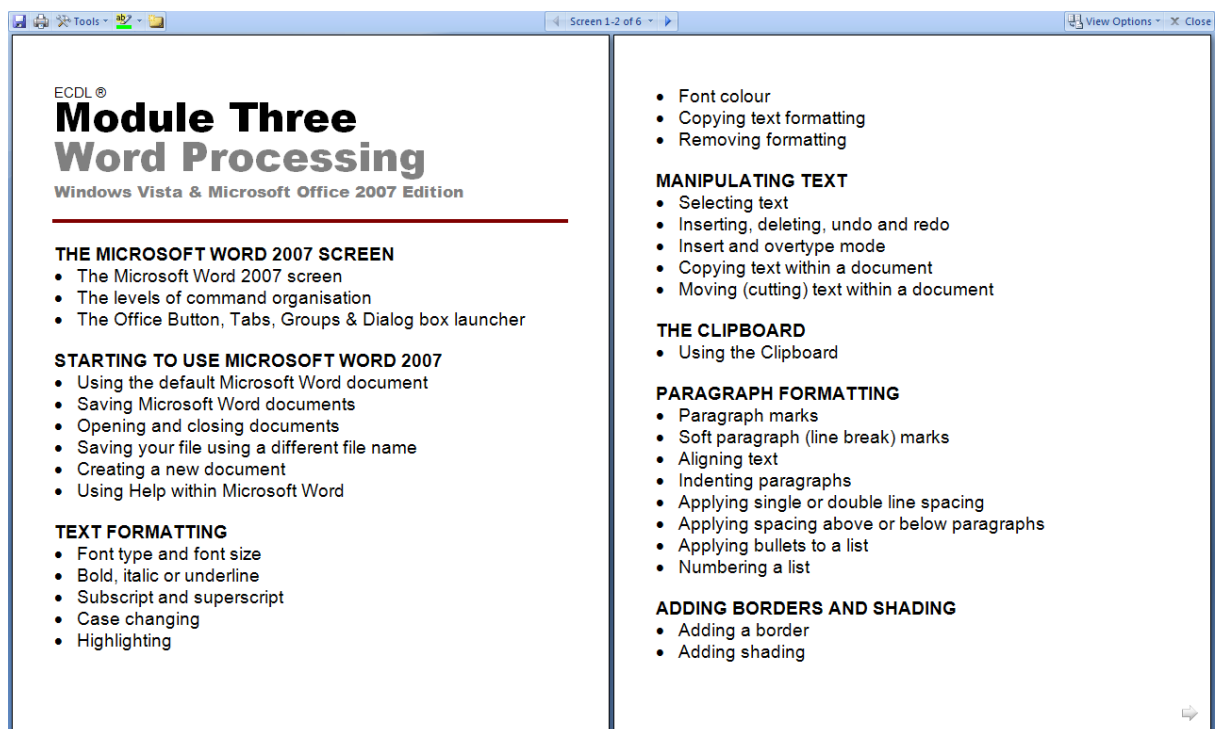 Tools
Screen 1-2 of 6
View Options
Close
ECDL ®
Module Three
Word Processing
Windows Vista & Microsoft Office 2007 Edition
THE MICROSOFT WORD 2007 SCREEN
• The Microsoft Word 2007 screen
• The levels of command organisation
• The Office Button, Tabs, Groups & Dialog box launcher
STARTING TO USE MICROSOFT WORD 2007
• Using the default Microsoft Word document
• Saving Microsoft Word documents
• Opening and closing documents
• Saving your file using a different file name
• Creating a new document
• Using Help within Microsoft Word
TEXT FORMATTING
• Font type and font size
• Bold, italic or underline
• Subscript and superscript
• Case changing
• Highlighting
• Font colour
• Copying text formatting
• Removing formatting
MANIPULATING TEXT
• Selecting text
• Inserting, deleting, undo and redo
• Insert and overtype mode
• Copying text within a document
• Moving (cutting) text within a document
THE CLIPBOARD
• Using the Clipboard
PARAGRAPH FORMATTING
• Paragraph marks
• Soft paragraph (line break) marks
• Aligning text
• Indenting paragraphs
• Applying single or double line spacing
• Applying spacing above or below paragraphs
• Applying bullets to a list
• Numbering a list
ADDING BORDERS AND SHADING
• Adding a border
• Adding shading